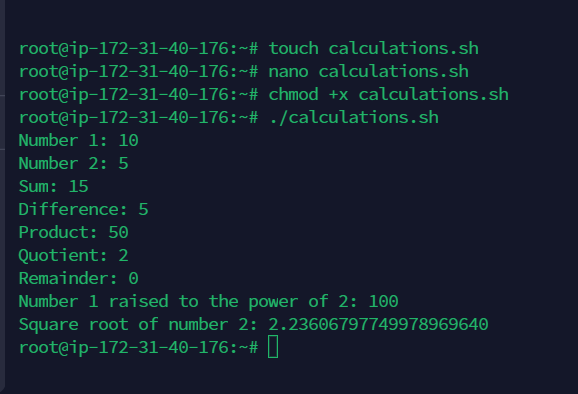 root@ip-172-31-40-176:~# touch calculations.sh
root@ip-172-31-40-176:~# nano calculations.sh
root@ip-172-31-40-176:~# chmod +x calculations.sh
root@ip-172-31-40-176:~# ./calculations.sh
Number 1: 10
Number 2: 5
Sum: 15
Difference: 5
Product: 50
Quotient: 2
Remainder: 0
Number 1 raised to the power of 2: 100
Square root of number 2: 2.23606797749978969640
root@ip-172-31-40-176:~#